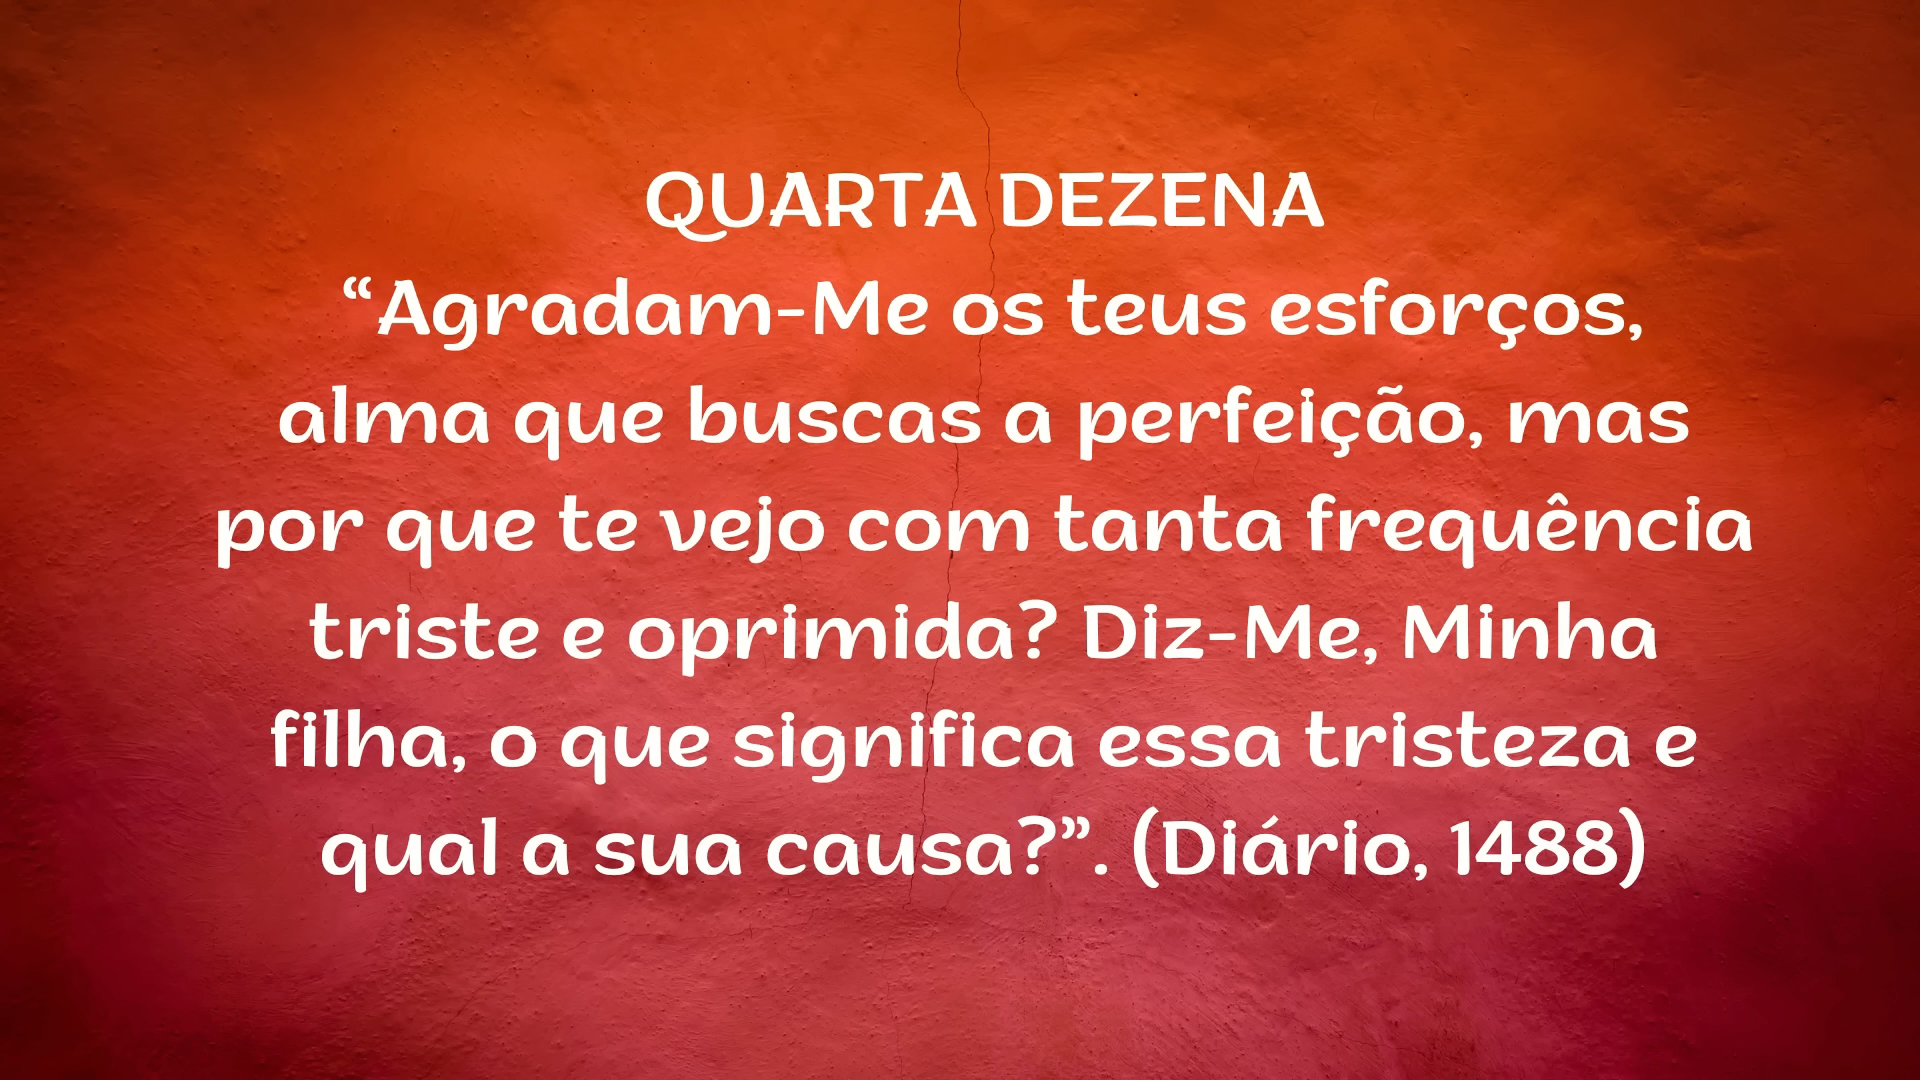 QUARTA DEZENA
“Agradam-Me os teus esforços,
alma que buscas a perfeição, mas
por que te vejo com tanta frequência
triste e oprimida? Diz-Me, Minha
filha, o que significa essa tristeza e
qual a sua causa?”. (Diário, 1488)